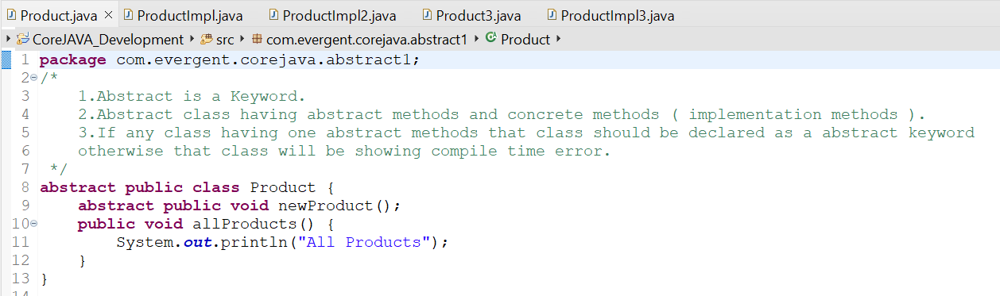 Product.java ProductImpl.java ProductImpl2.java Product3.java ProductImpl3.java
CoreJAVA_Development src com.evergent.corejava.abstract1 Product
1 package com.evergent.corejava.abstract1;
2 /*
3 1.Abstract is a Keyword.
4 2.Abstract class having abstract methods and concrete methods ( implementation methods ).
5 3.If any class having one abstract methods that class should be declared as a abstract keyword
6 otherwise that class will be showing compile time error.
7 */
8 abstract public class Product {
9 abstract public void newProduct();
10 public void allProducts() {
11 System.out.println("All Products");
12 }
13 }
14